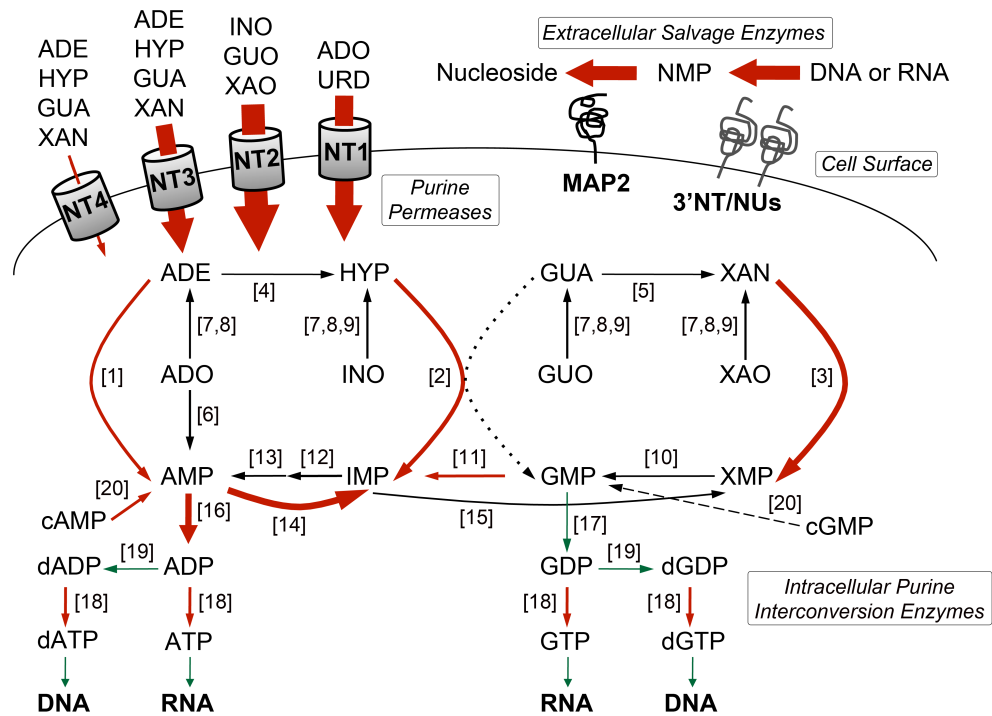 ADE
HYP
GUA
XAN
ADE
HYP
GUA
XAN
INO
GUO
XAO
ADO
URD
Extracellular Salvage Enzymes
Nucleoside
NMP
DNA or RNA
NT4
NT3
NT2
NT1
MAP2
3’NT/NUs
Cell Surface
Purine
Permeases
ADE
[4]
HYP
GUA
[5]
XAN
[7,8]
[7,8,9]
[7,8,9]
[7,8,9]
[1]
ADO
INO
[2]
GUO
XAO
[3]
[6]
AMP
[13]
[12]
IMP
[11]
GMP
[10]
XMP
[20]
cAMP
[16]
[14]
[15]
[17]
[20]
cGMP
dADP
[19]
ADP
GDP
[19]
dGDP
[18]
[18]
[18]
[18]
Intracellular Purine
Interconversion Enzymes
dATP
ATP
GTP
dGTP
DNA
RNA
RNA
DNA